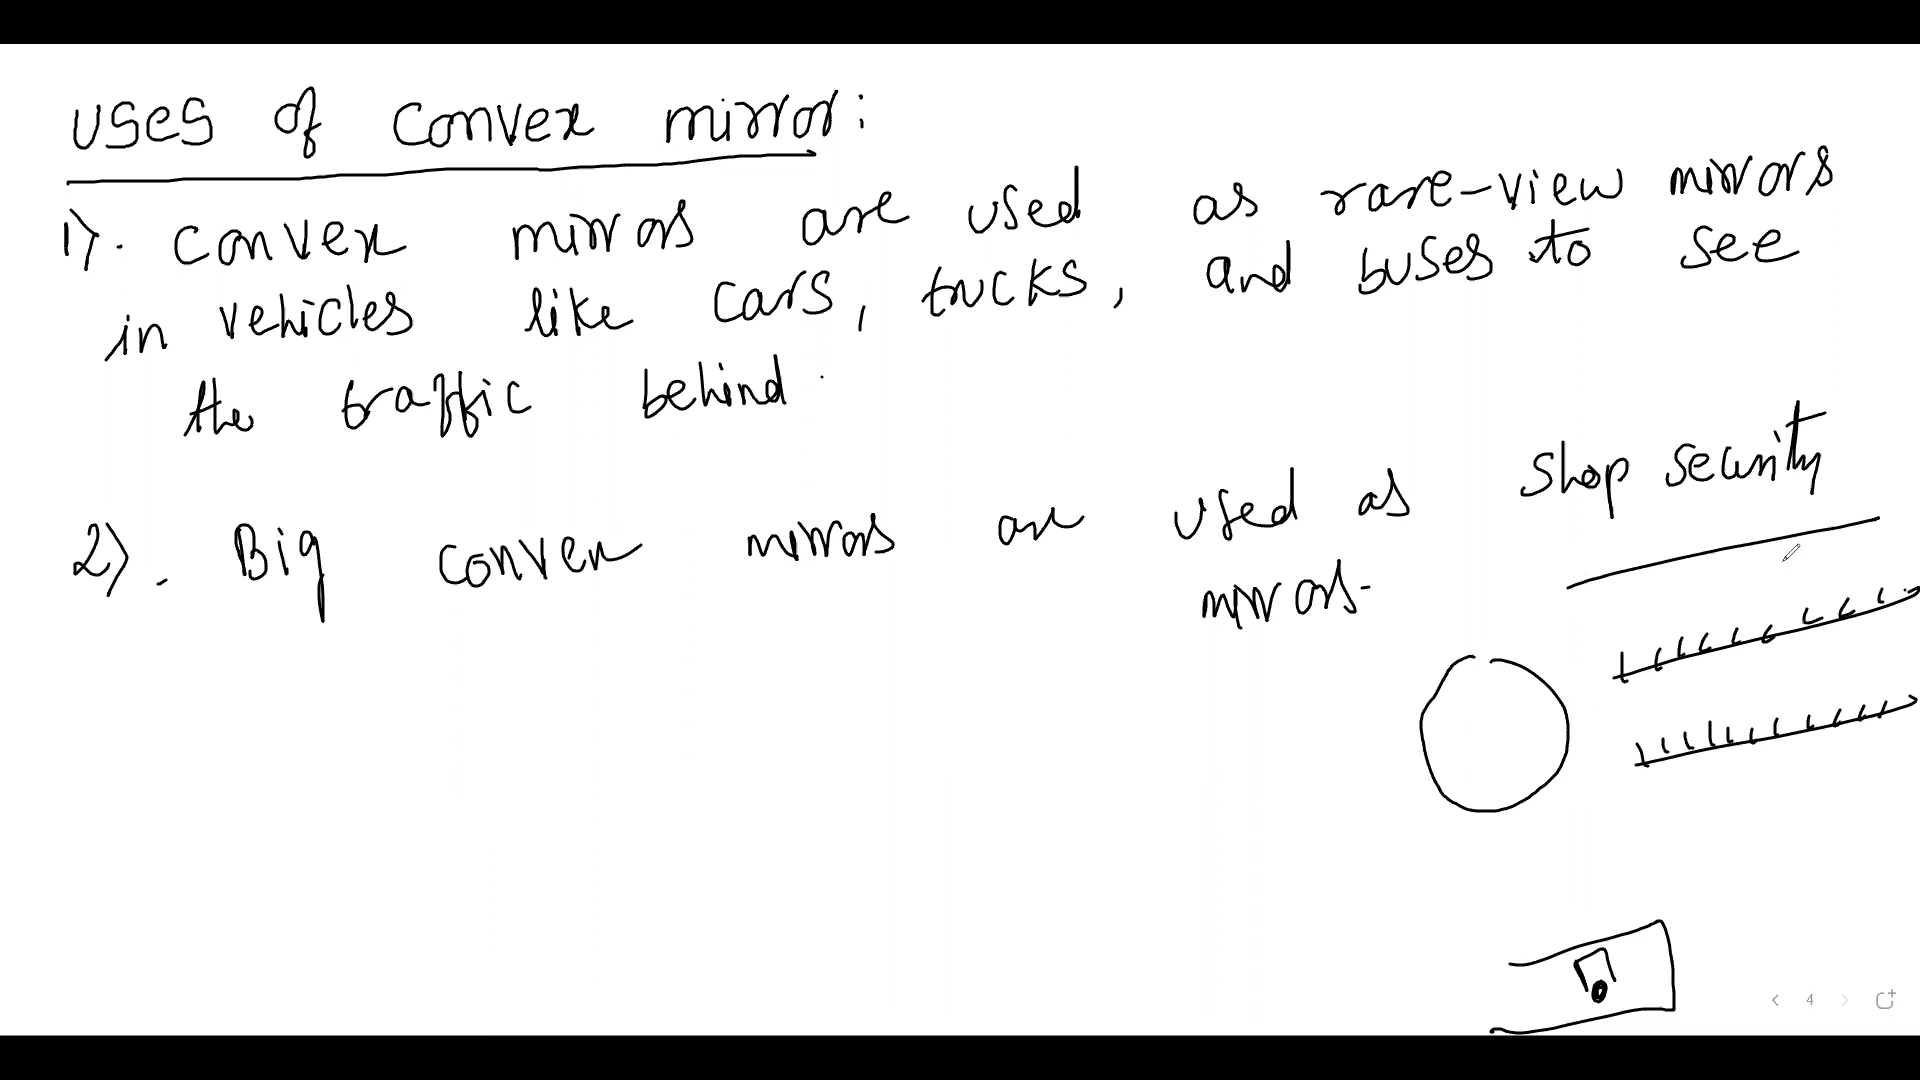 uses of convex mirror:
1). convex mirrors are used as rare-view mirrors
in vehicles like cars, trucks, and buses to see
the traffic behind.
2). Big convex mirrors are used as shop security
mirrors.
4